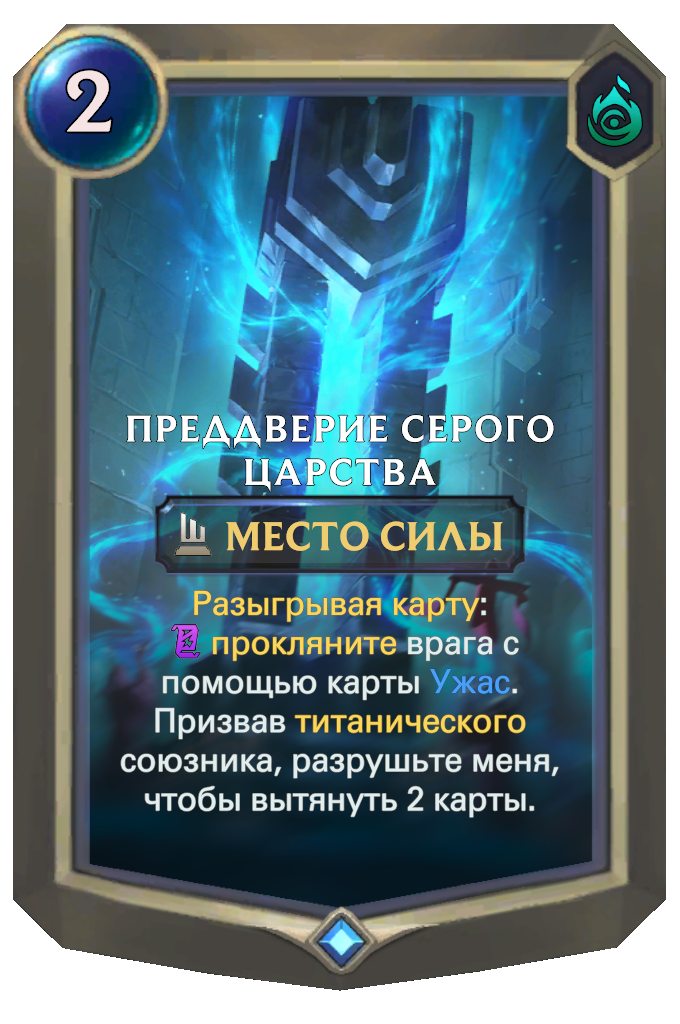 2
ПРЕДДВЕРИЕ СЕРОГО
ЦАРСТВА
МЕСТО СИЛЫ
Разыгрывая карту:
прокляните врага с
помощью карты Ужас.
Призвав титанического
союзника, разрушьте меня,
чтобы вытянуть 2 карты.